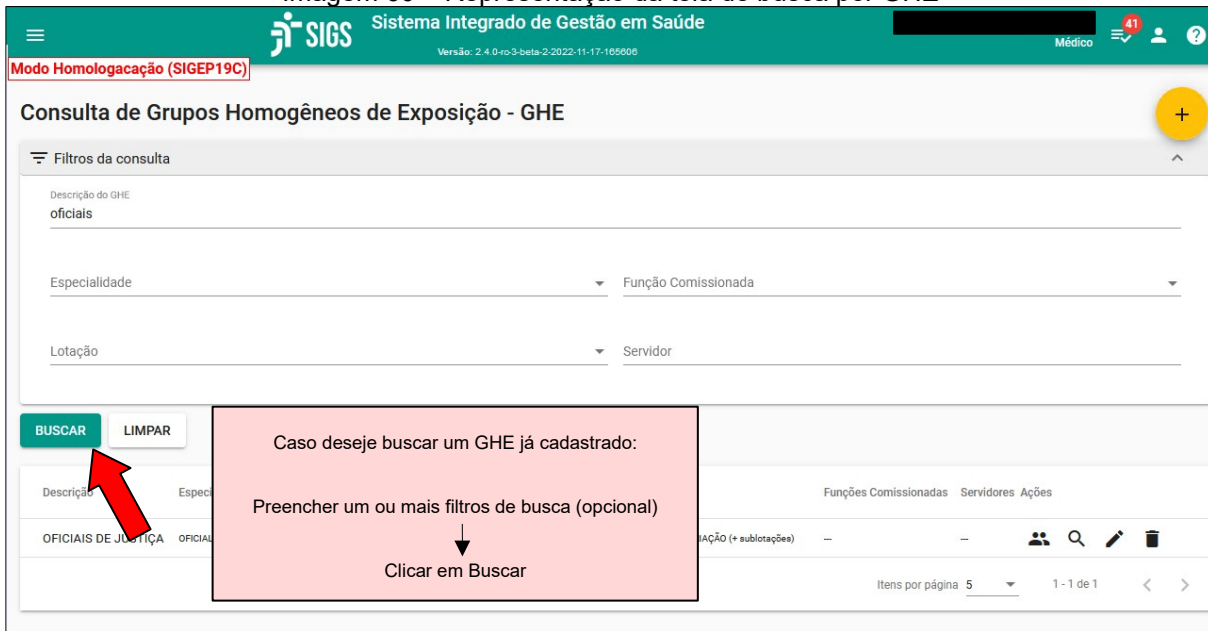 SIGS
Sistema Integrado de Gestão em Saúde
Versão: 2.4.0-ro-3-beta-2-2022-11-17-165606
Médico
41
?
Modo Homologacação (SIGEP19C)
Consulta de Grupos Homogêneos de Exposição - GHE
+
Filtros da consulta
Descrição do GHE
oficiais
Especialidade
Função Comissionada
Lotação
Servidor
BUSCAR
LIMPAR
Caso deseje buscar um GHE já cadastrado:
Preencher um ou mais filtros de busca (opcional)
Clicar em Buscar
Funções Comissionadas Servidores Ações
OFICIAIS DE JUSTIÇA (+ sublotações) -- --
Itens por página 5 1 - 1 de 1